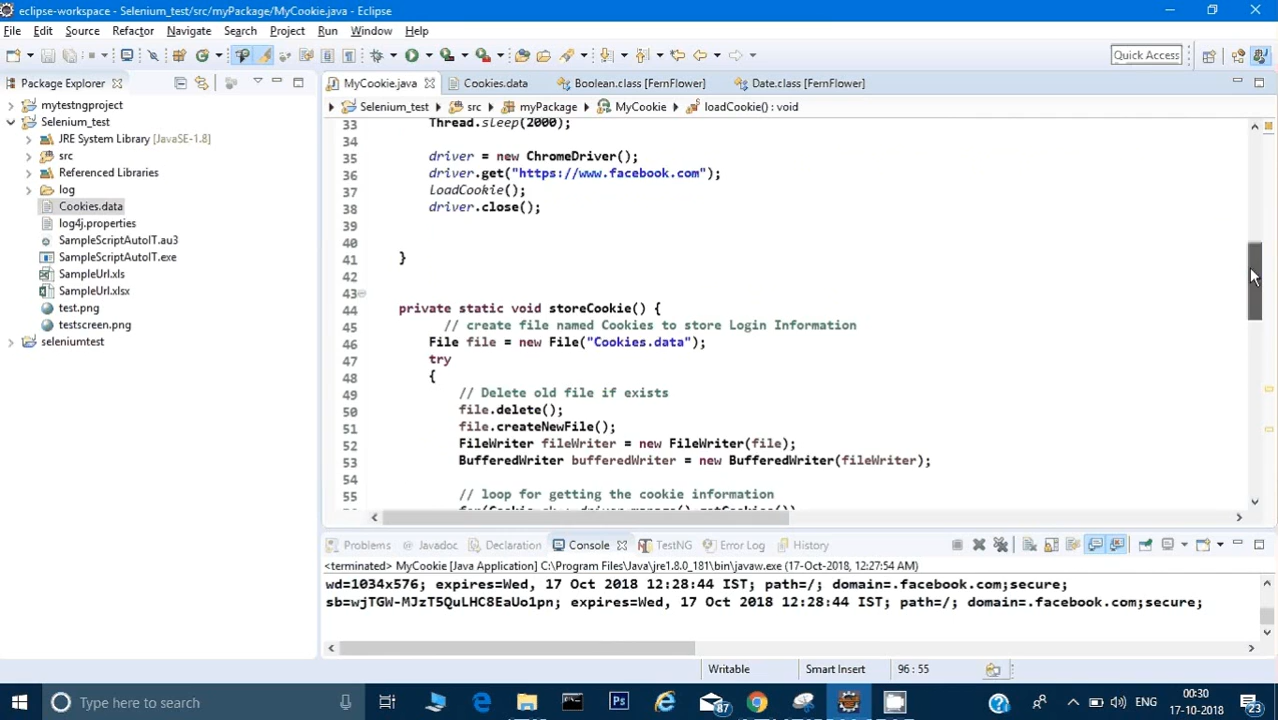 eclipse-workspace - Selenium_test/src/myPackage/MyCookie.java - Eclipse
File Edit Source Refactor Navigate Search Project Run Window Help
Quick Access
Package Explorer
MyCookie.java
Cookies.data
Boolean.class [FernFlower]
Date.class [FernFlower]
mytestngproject
Selenium_test
JRE System Library [JavaSE-1.8]
src
Referenced Libraries
log
Cookies.data
log4j.properties
SampleScriptAutoIT.au3
SampleScriptAutoIT.exe
SampleUrl.xls
SampleUrl.xlsx
test.png
testscreen.png
seleniumtest
Selenium_test src myPackage MyCookie loadCookie() : void
33 Thread.sleep(2000);
34
35 driver = new ChromeDriver();
36 driver.get("https://www.facebook.com");
37 loadCookie();
38 driver.close();
39
40
41 }
42
43
44 private static void storeCookie() {
45 // create file named Cookies to store Login Information
46 File file = new File("Cookies.data");
47 try
48 {
49 // Delete old file if exists
50 file.delete();
51 file.createNewFile();
52 FileWriter fileWriter = new FileWriter(file);
53 BufferedWriter bufferedWriter = new BufferedWriter(fileWriter);
54
55 // loop for getting the cookie information
Problems Javadoc Declaration Console TestNG Error Log History
<terminated> MyCookie [Java Application] C:\Program Files\Java\jre1.8.0_181\bin\javaw.exe (17-Oct-2018, 12:27:54 AM)
wd=1034x576; expires=Wed, 17 Oct 2018 12:28:44 IST; path=/; domain=.facebook.com;secure;
sb=wjTGW-MJzT5QuLHC8EaUo1pn; expires=Wed, 17 Oct 2018 12:28:44 IST; path=/; domain=.facebook.com;secure;
Writable Smart Insert 96 : 55
Type here to search
Ps
87
ENG
00:30
17-10-2018
23